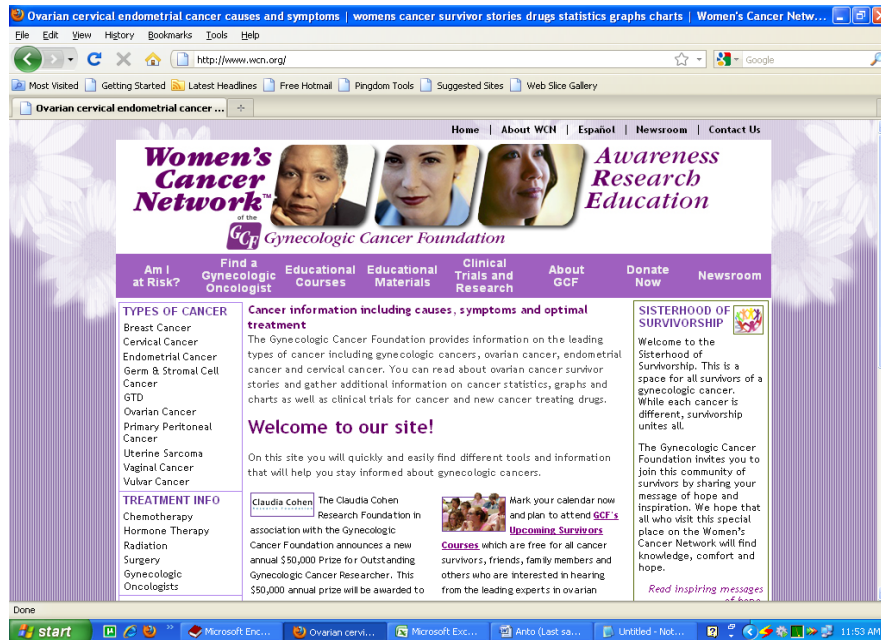 Ovarian cervical endometrial cancer causes and symptoms | womens cancer survivor stories drugs statistics graphs charts | Women's Cancer Netw...
File Edit View History Bookmarks Tools Help
http://www.wcn.org/
Google
Most Visited Getting Started Latest Headlines Free Hotmail Pingdom Tools Suggested Sites Web Slice Gallery
Ovarian cervical endometrial cancer ...
Home | About WCN | Español | Newsroom | Contact Us
Women's
Cancer
Network™
of the
GCF Gynecologic Cancer Foundation
Awareness
Research
Education
Am I
at Risk?
Find a
Gynecologic
Oncologist
Educational
Courses
Educational
Materials
Clinical
Trials and
Research
About
GCF
Donate
Now
Newsroom
TYPES OF CANCER
Breast Cancer
Cervical Cancer
Endometrial Cancer
Germ & Stromal Cell
Cancer
GTD
Ovarian Cancer
Primary Peritoneal
Cancer
Uterine Sarcoma
Vaginal Cancer
Vulvar Cancer
TREATMENT INFO
Chemotherapy
Hormone Therapy
Radiation
Surgery
Gynecologic
Oncologists
Cancer information including causes, symptoms and optimal
treatment
The Gynecologic Cancer Foundation provides information on the leading
types of cancer including gynecologic cancers, ovarian cancer, endometrial
cancer and cervical cancer. You can read about ovarian cancer survivor
stories and gather additional information on cancer statistics, graphs and
charts as well as clinical trials for cancer and new cancer treating drugs.
Welcome to our site!
On this site you will quickly and easily find different tools and information
that will help you stay informed about gynecologic cancers.
Claudia Cohen
The Claudia Cohen
Research Foundation in
association with the Gynecologic
Cancer Foundation announces a new
annual $50,000 Prize for Outstanding
Gynecologic Cancer Researcher. This
$50,000 annual prize will be awarded to
Mark your calendar now
and plan to attend GCF's
Upcoming Survivors
Courses which are free for all cancer
survivors, friends, family members and
others who are interested in hearing
from the leading experts in ovarian
SISTERHOOD OF
SURVIVORSHIP
Welcome to the
Sisterhood of
Survivorship. This is a
space for all survivors of a
gynecologic cancer.
While each cancer is
different, survivorship
unites all.
The Gynecologic Cancer
Foundation invites you to
join this community of
survivors by sharing your
message of hope and
inspiration. We hope that
all who visit this special
place on the Women's
Cancer Network will find
knowledge, comfort and
hope.
Read inspiring messages
of hope
Done
start Microsoft Enc... Ovarian cervi... Microsoft Exc... Anto (Last sa... Untitled - Not... 11:53 AM